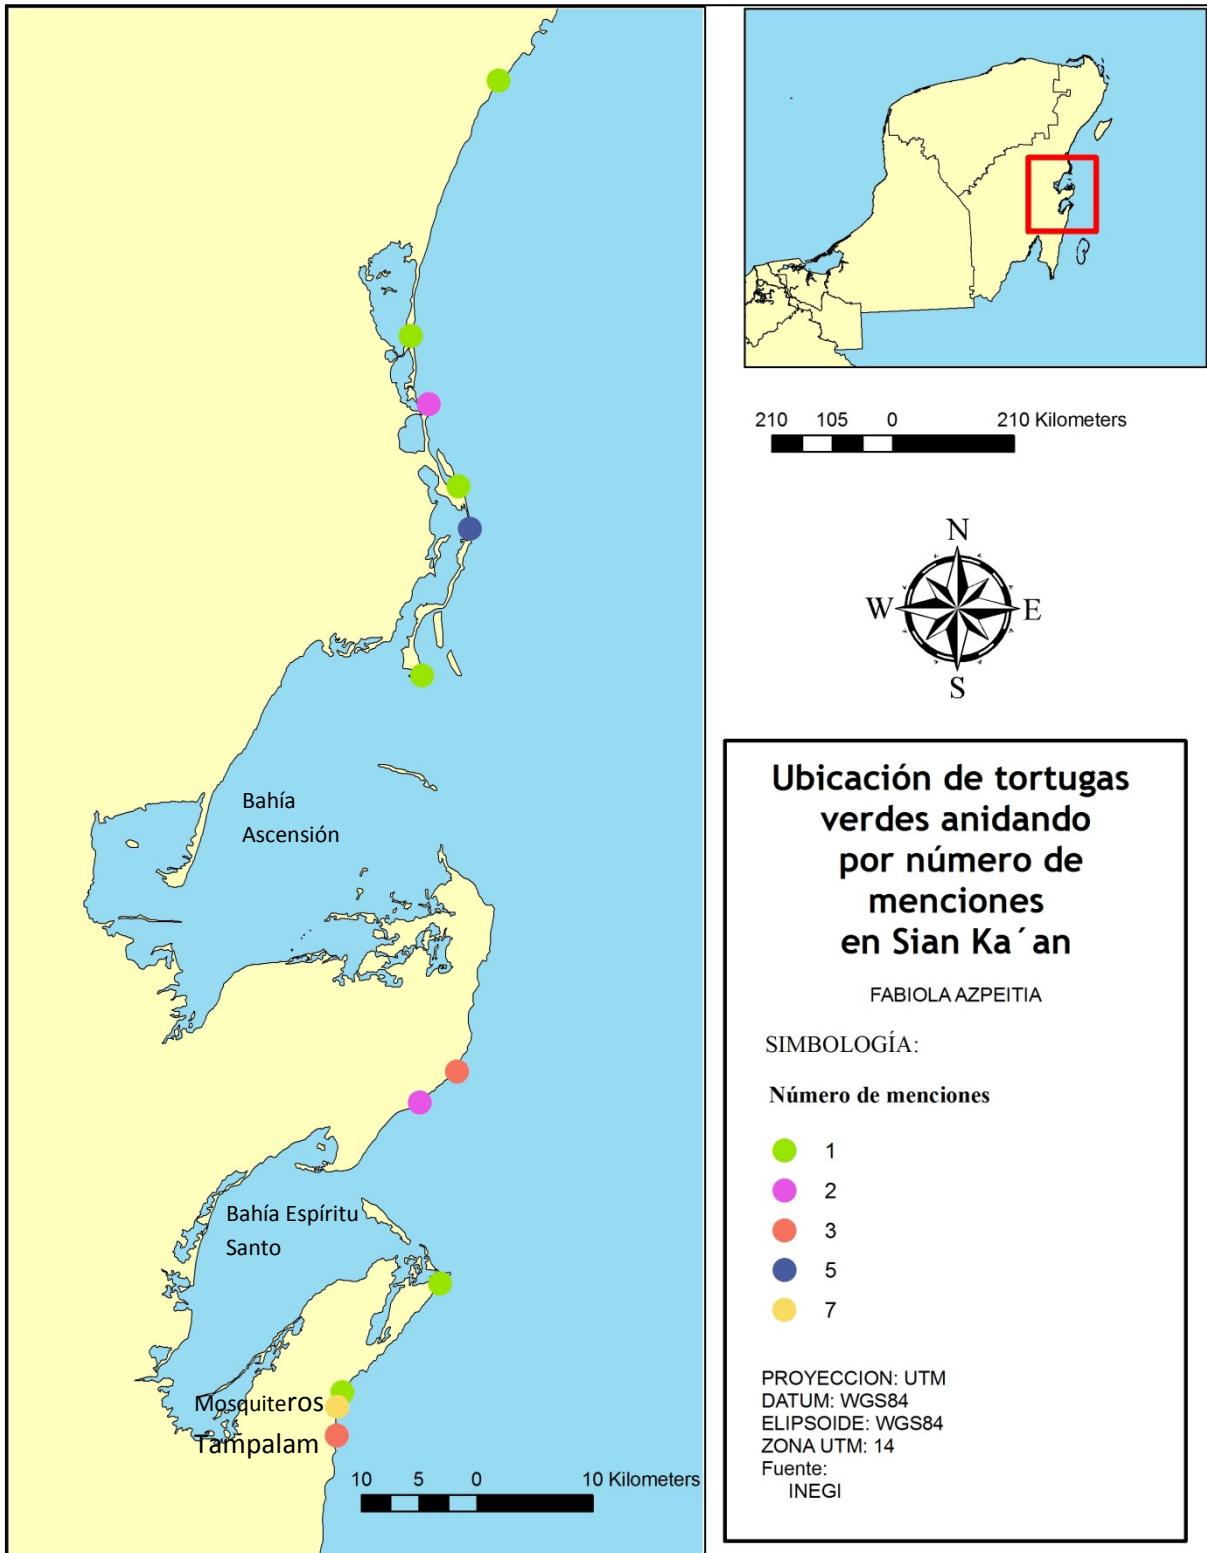 Bahía
Ascensión
Bahía Espíritu
Santo
Mosquiteros
Tampalam
10 5 0 10 Kilometers
210 105 0 210 Kilometers
N
W E
S
Ubicación de tortugas
verdes anidando
por número de
menciones
en Sian Ka´an
FABIOLA AZPEITIA
SIMBOLOGÍA:
Número de menciones
1
2
3
5
7
PROYECCION: UTM
DATUM: WGS84
ELIPSOIDE: WGS84
ZONA UTM: 14
Fuente:
INEGI